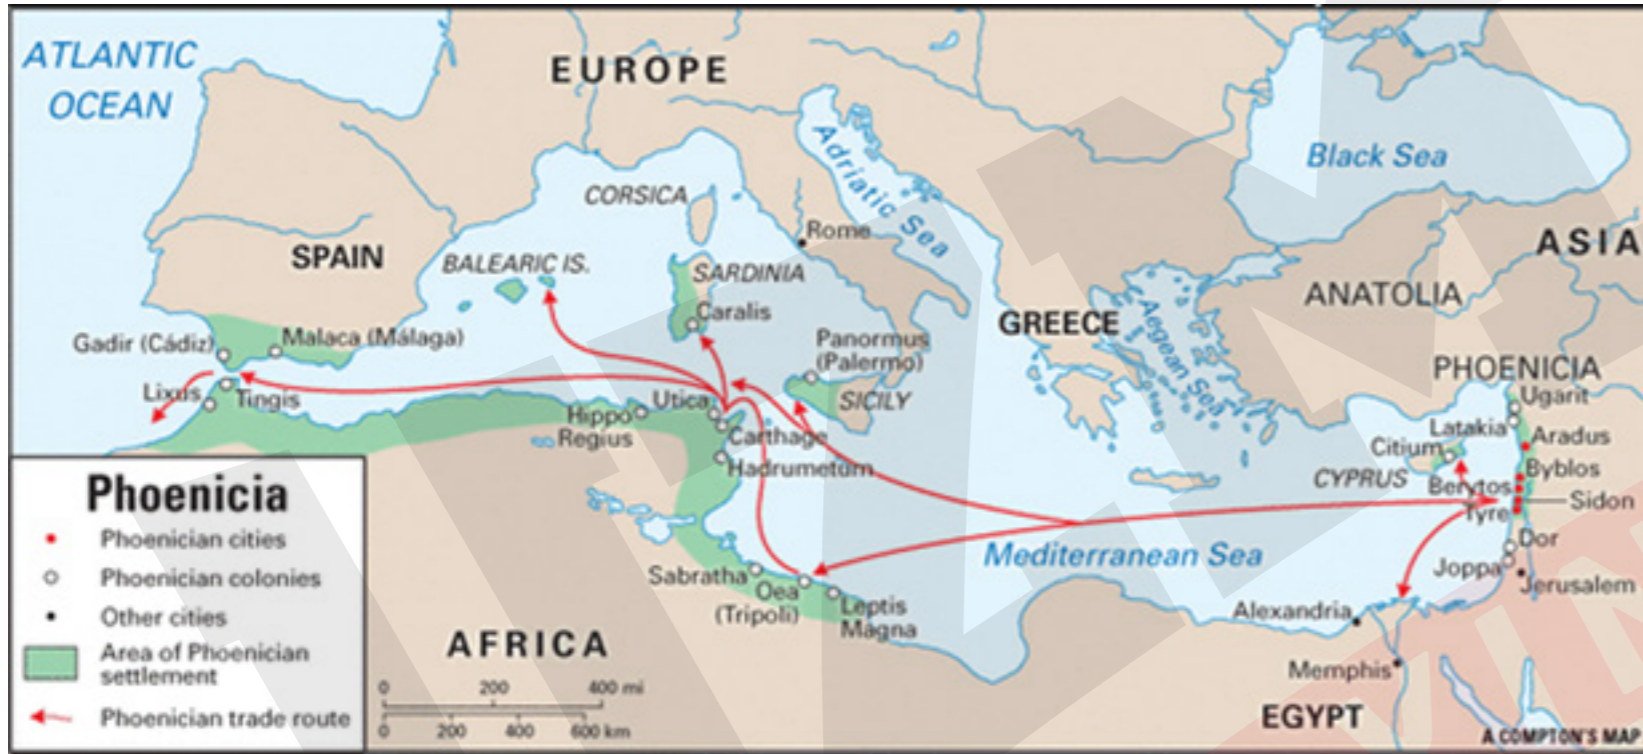 ATLANTIC
OCEAN
EUROPE
Black Sea
Adriatic Sea
CORSICA
Rome
ASIA
SPAIN
BALEARIC IS.
SARDINIA
ANATOLIA
Caralis
GREECE
Aegean Sea
Gadir (Cádiz)
Malaca (Málaga)
Panormus
(Palermo)
PHOENICIA
Lixus
Tingis
Utica
SICILY
Ugarit
Hippo
Regius
Carthage
Latakia
Aradus
Citium
Hadrumetum
CYPRUS
Byblos
Berytos
Sidon
Tyre
Phoenicia
Phoenician cities
Phoenician colonies
Other cities
Area of Phoenician
settlement
Phoenician trade route
Mediterranean Sea
Dor
Joppa
Jerusalem
Sabratha
Oea
(Tripoli)
Leptis
Magna
Alexandria
AFRICA
Memphis
EGYPT
0 200 400 mi
0 200 400 600 km
A COMPTON'S MAP